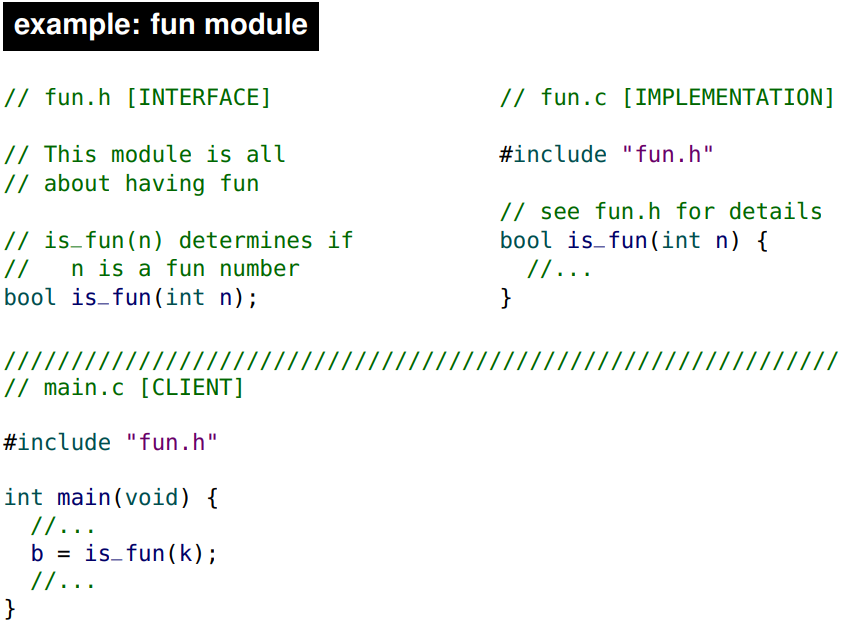 example: fun module
// fun.h [INTERFACE]
// This module is all
// about having fun
// is_fun(n) determines if
//   n is a fun number
bool is_fun(int n);
// fun.c [IMPLEMENTATION]
#include "fun.h"
// see fun.h for details
bool is_fun(int n) {
  //...
}
//////////////////////////////////////////////////////////////
// main.c [CLIENT]
#include "fun.h"
int main(void) {
  //...
  b = is_fun(k);
  //...
}